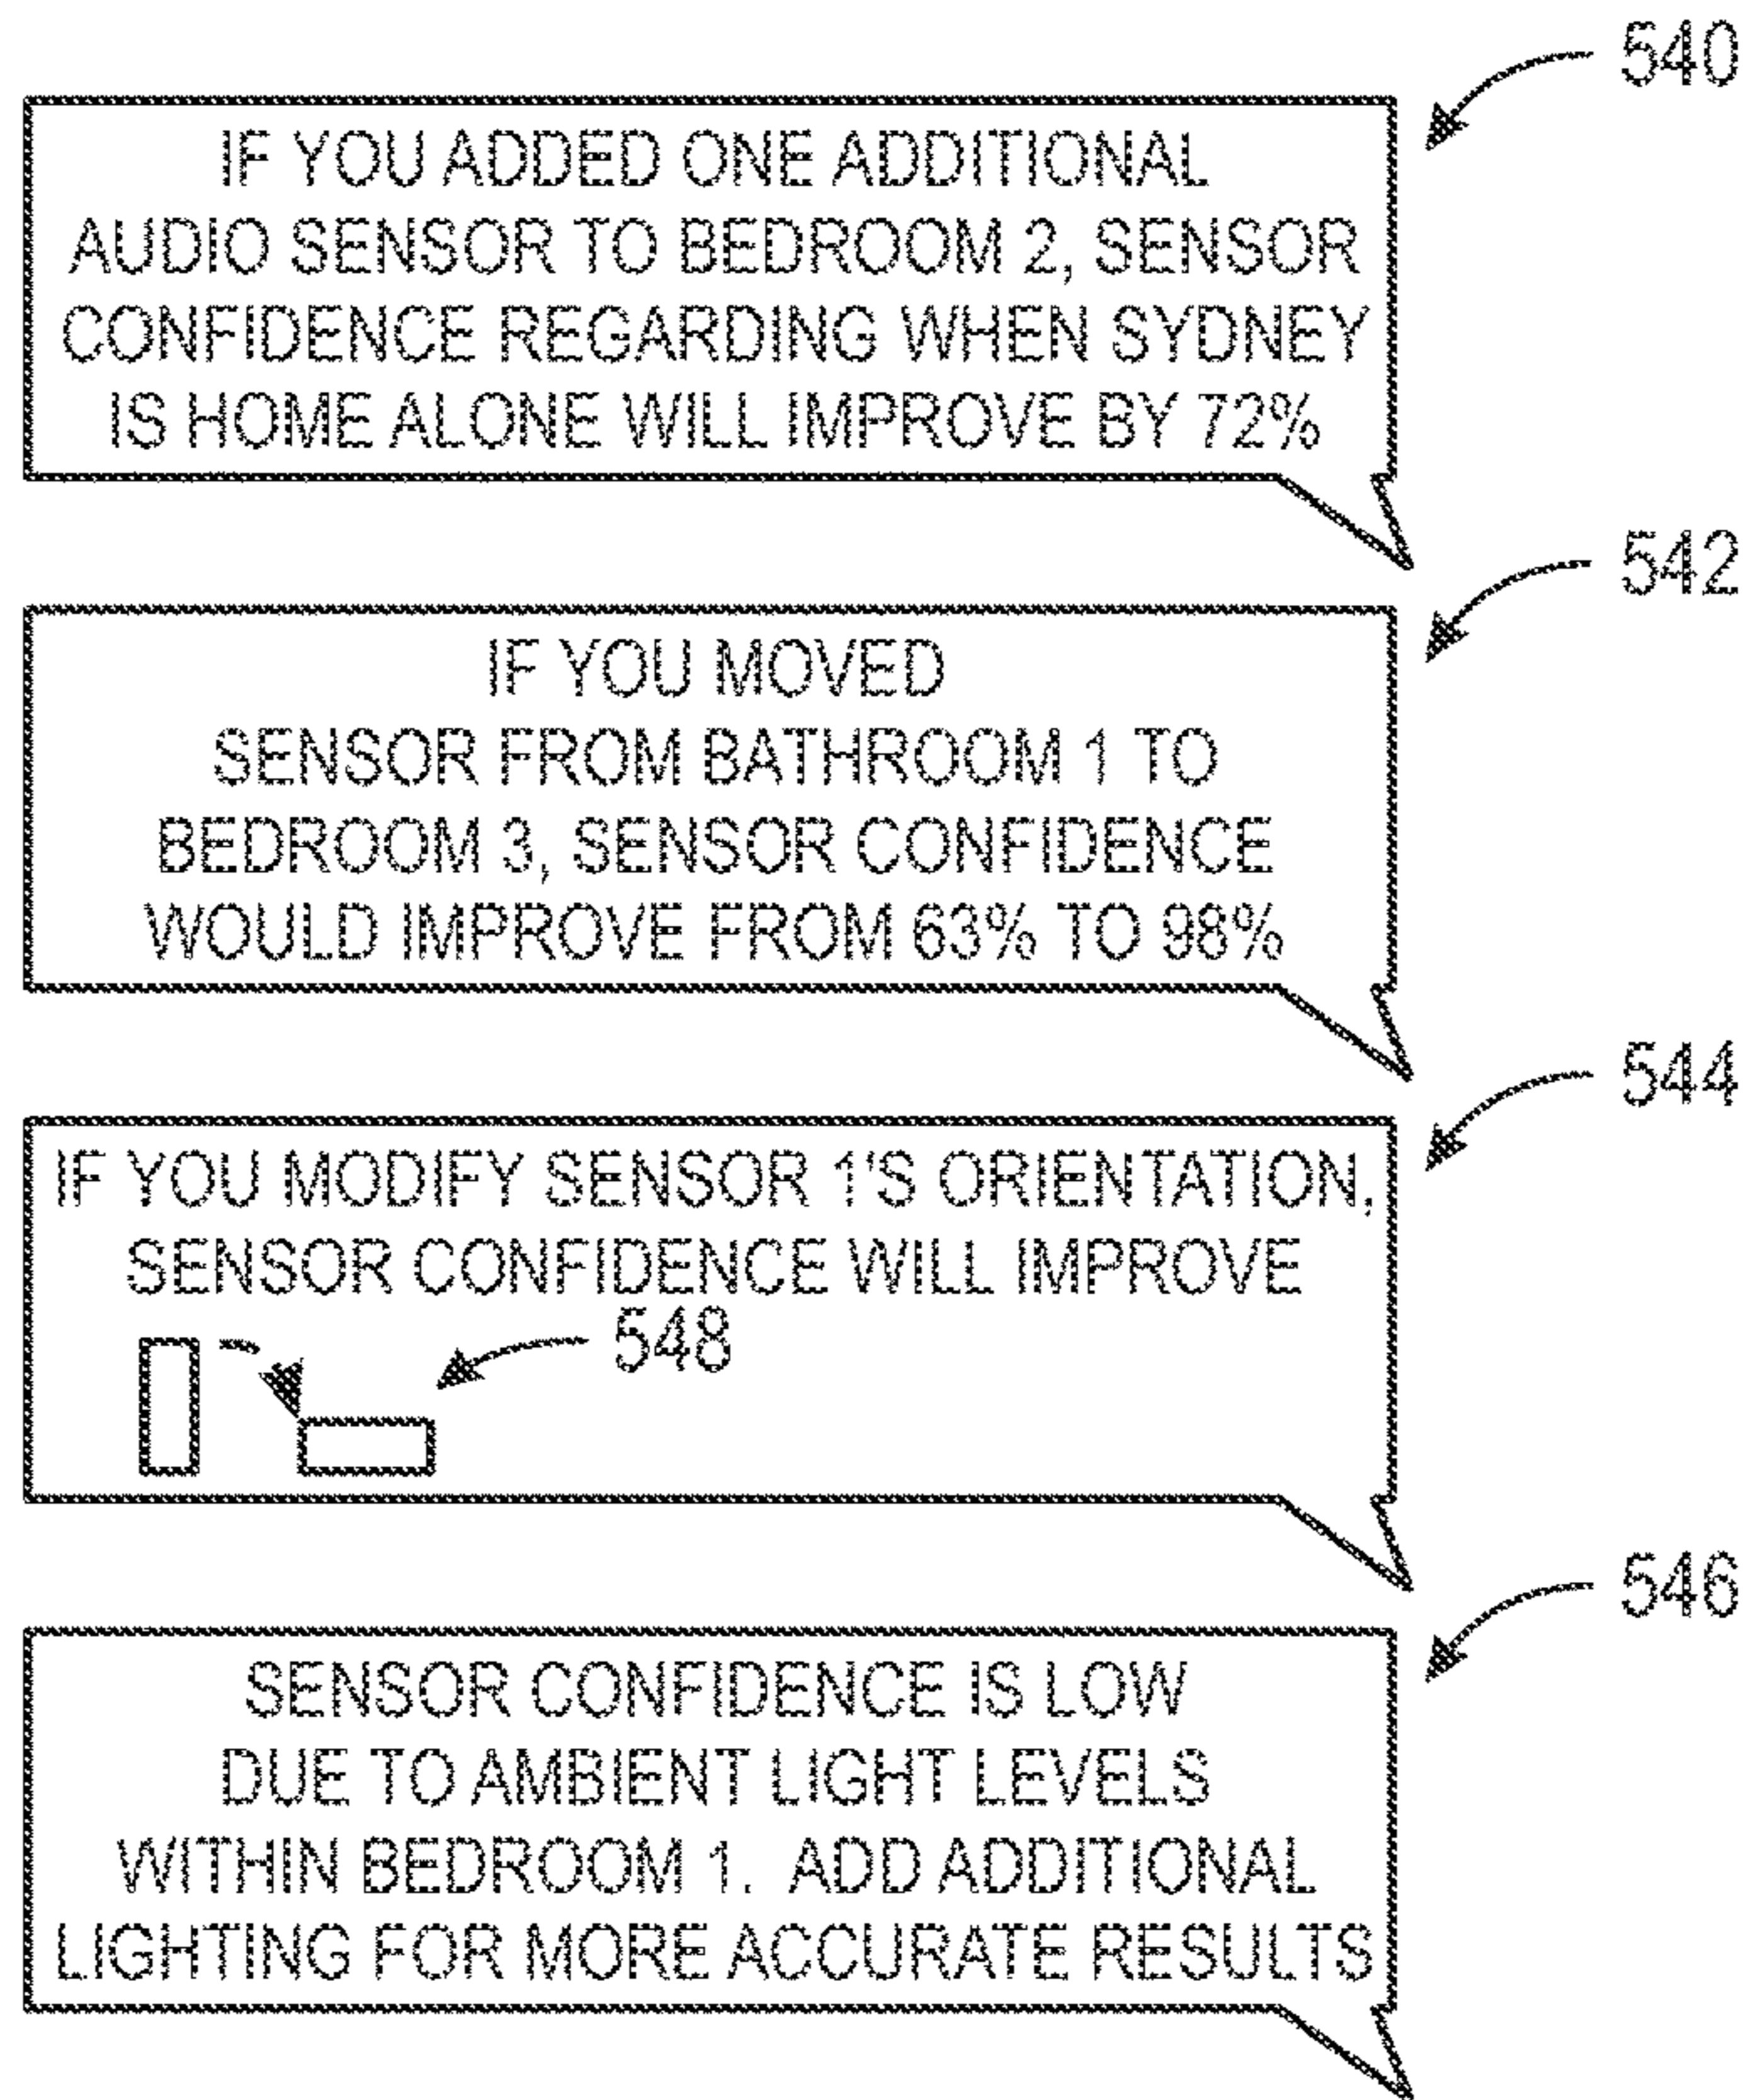 540
IF YOU ADDED ONE ADDITIONAL
AUDIO SENSOR TO BEDROOM 2, SENSOR
CONFIDENCE REGARDING WHEN SYDNEY
IS HOME ALONE WILL IMPROVE BY 72%
542
IF YOU MOVED
SENSOR FROM BATHROOM 1 TO
BEDROOM 3, SENSOR CONFIDENCE
WOULD IMPROVE FROM 63% TO 98%
544
IF YOU MODIFY SENSOR 1'S ORIENTATION,
SENSOR CONFIDENCE WILL IMPROVE
548
546
SENSOR CONFIDENCE IS LOW
DUE TO AMBIENT LIGHT LEVELS
WITHIN BEDROOM 1. ADD ADDITIONAL
LIGHTING FOR MORE ACCURATE RESULTS